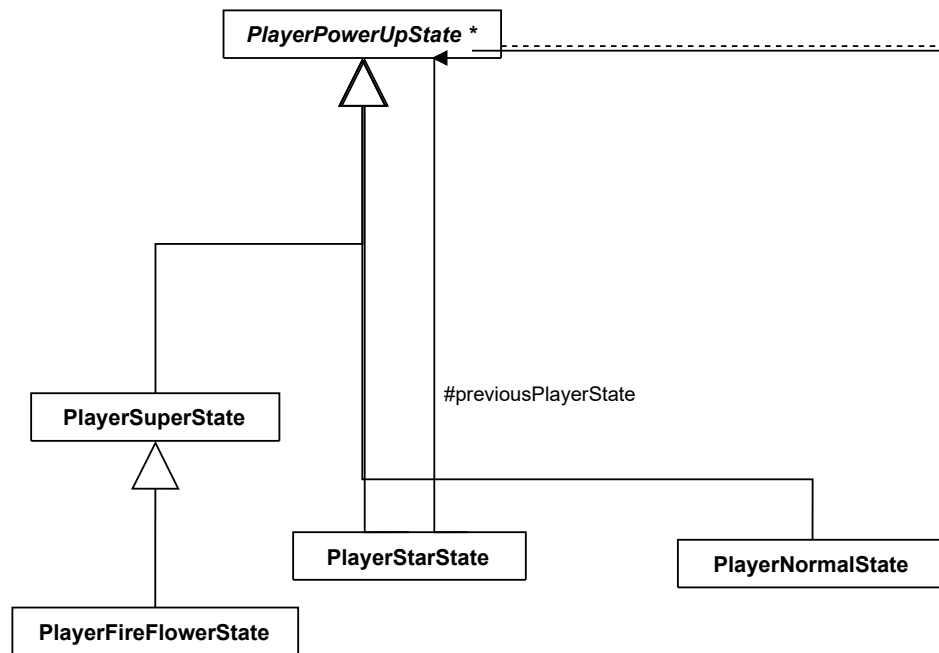 PlayerPowerUpState *
#previousPlayerState
PlayerSuperState
PlayerStarState
PlayerNormalState
PlayerFireFlowerState